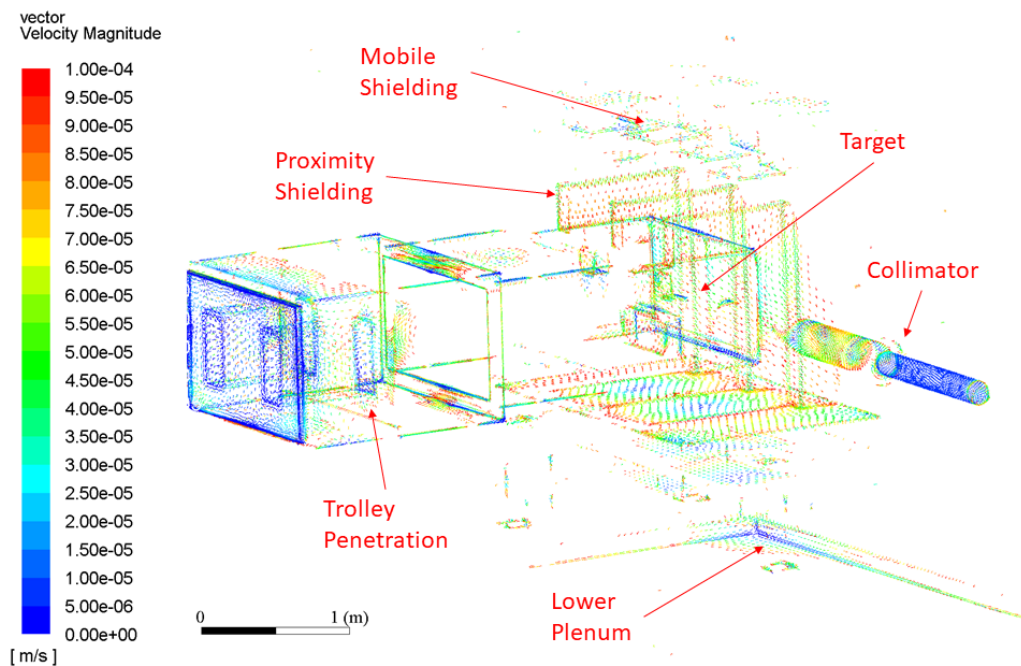 vector
Velocity Magnitude
1.00e-04
9.50e-05
9.00e-05
8.50e-05
8.00e-05
7.50e-05
7.00e-05
6.50e-05
6.00e-05
5.50e-05
5.00e-05
4.50e-05
4.00e-05
3.50e-05
3.00e-05
2.50e-05
2.00e-05
1.50e-05
1.00e-05
5.00e-06
0.00e+00
[ m/s ]
Mobile
Shielding
Proximity
Shielding
Target
Collimator
Trolley
Penetration
Lower
Plenum
0 1 (m)